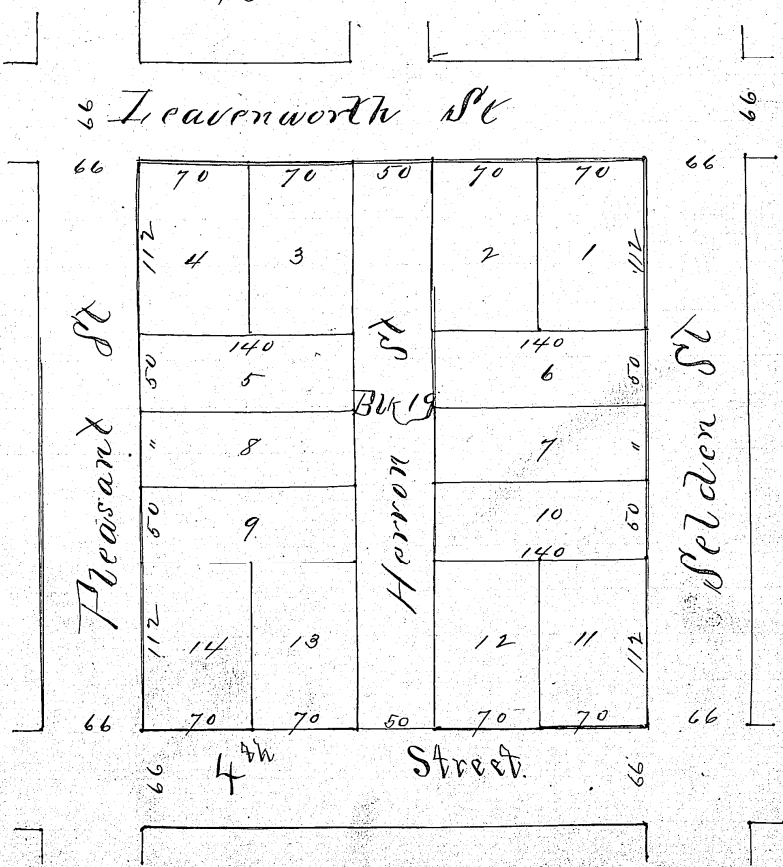 66 Leavenworth St 66
66 70 70 50 70 70 66
112 4 3 2 1 112
140 140
50 5 6 50
Blk 19
" 8 7 "
50 9 10 50
140
112 14 13 12 11 112
66 70 70 50 70 70 66
66 4th Street. 66
Pleasant St
Herron St
Selden St